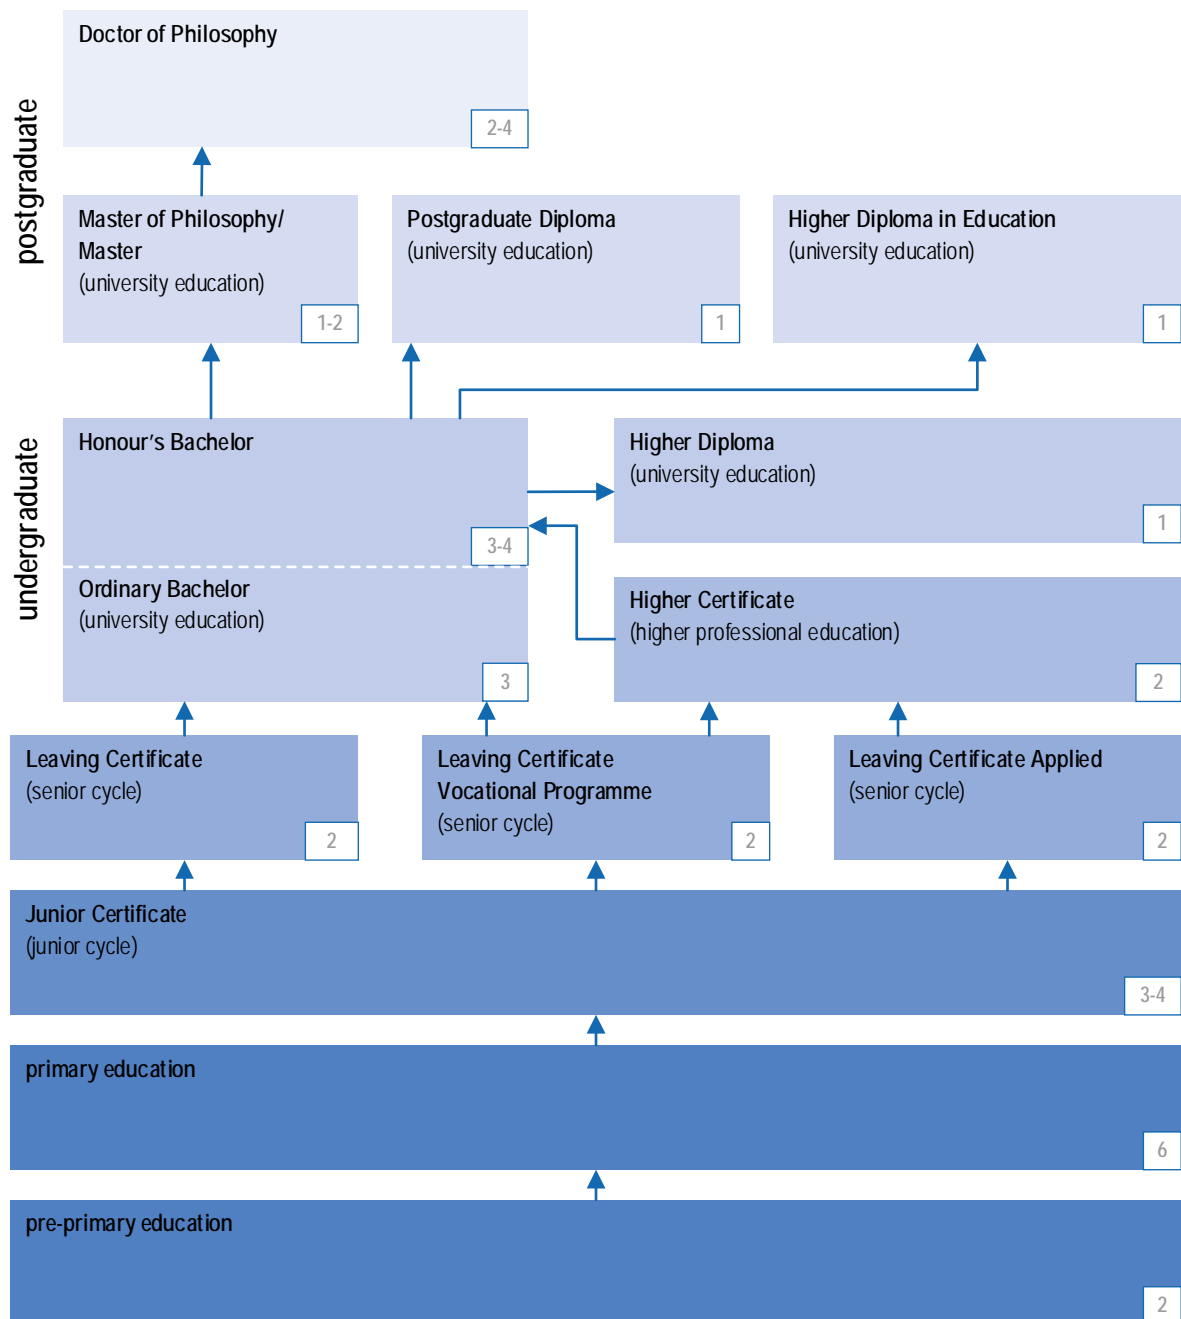 postgraduate
Doctor of Philosophy
2-4
Master of Philosophy/
Master
(university education)
1-2
Postgraduate Diploma
(university education)
1
Higher Diploma in Education
(university education)
1
undergraduate
Honour's Bachelor
3-4
Higher Diploma
(university education)
1
Ordinary Bachelor
(university education)
3
Higher Certificate
(higher professional education)
2
Leaving Certificate
(senior cycle)
2
Leaving Certificate
Vocational Programme
(senior cycle)
2
Leaving Certificate Applied
(senior cycle)
2
Junior Certificate
(junior cycle)
3-4
primary education
6
pre-primary education
2